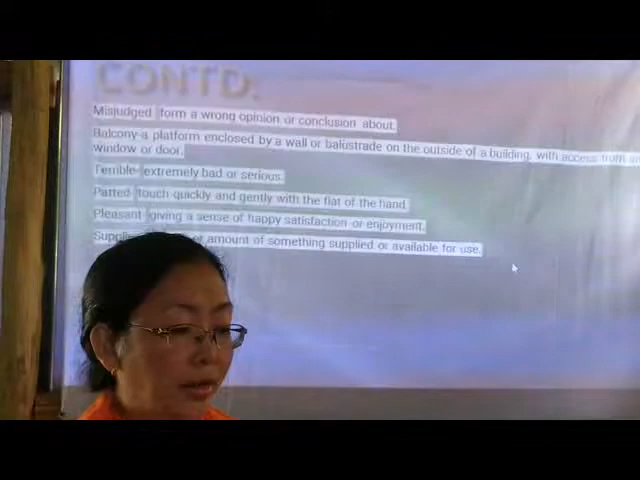 CONTD.
Misjudged form a wrong opinion or conclusion about.
Balcony-a platform enclosed by a wall or balustrade on the outside of a building, with access from
window or door.
Terrible- extremely bad or serious.
Patted touch quickly and gently with the flat of the hand.
Pleasant giving a sense of happy satisfaction or enjoyment.
or amount of something supplied or available for use.